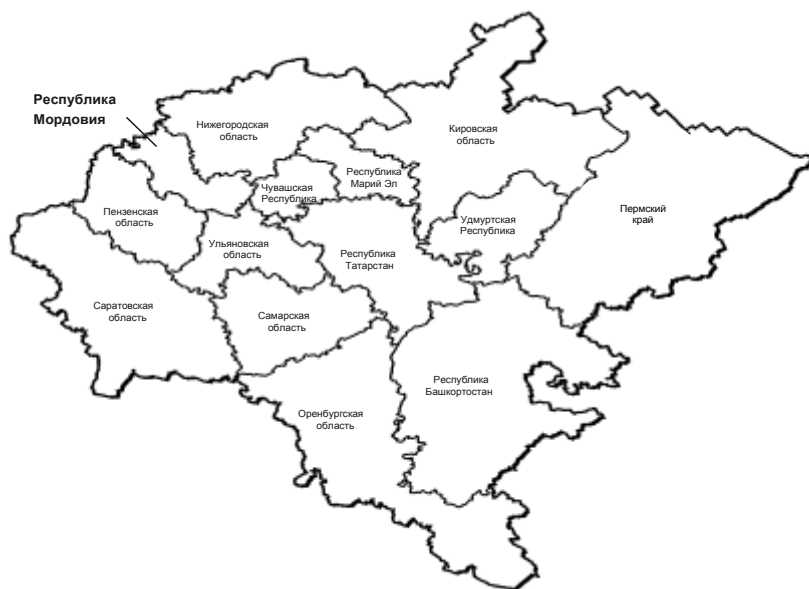 Республика
Мордовия
Нижегородская
область
Кировская
область
Чувашская
Республика
Республика
Марий Эл
Пензенская
область
Ульяновская
область
Республика
Татарстан
Удмуртская
Республика
Пермский
край
Саратовская
область
Самарская
область
Республика
Башкортостан
Оренбургская
область